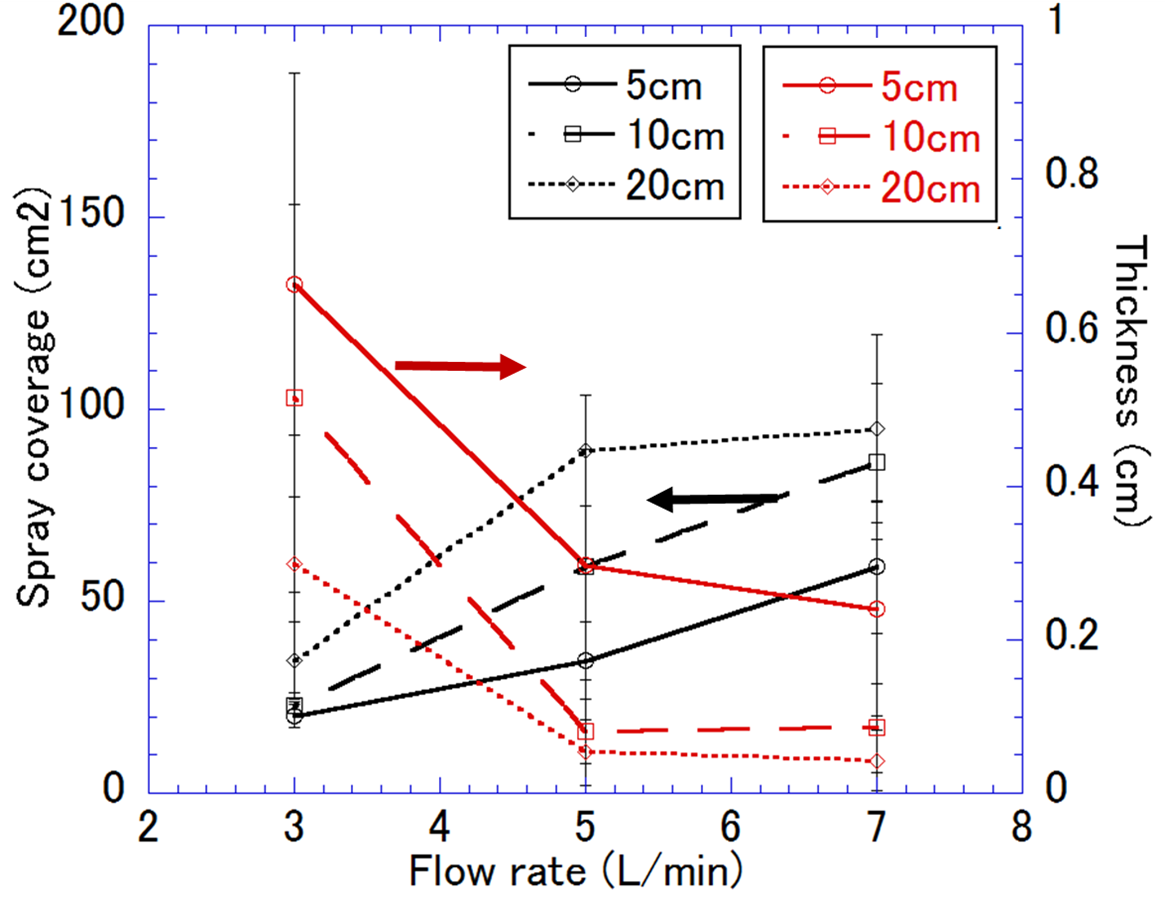 200
150
100
50
0
Spray coverage (cm2)
5cm
10cm
20cm
5cm
10cm
20cm
1
0.8
0.6
0.4
0.2
0
Thickness (cm)
2 3 4 5 6 7 8
Flow rate (L/min)